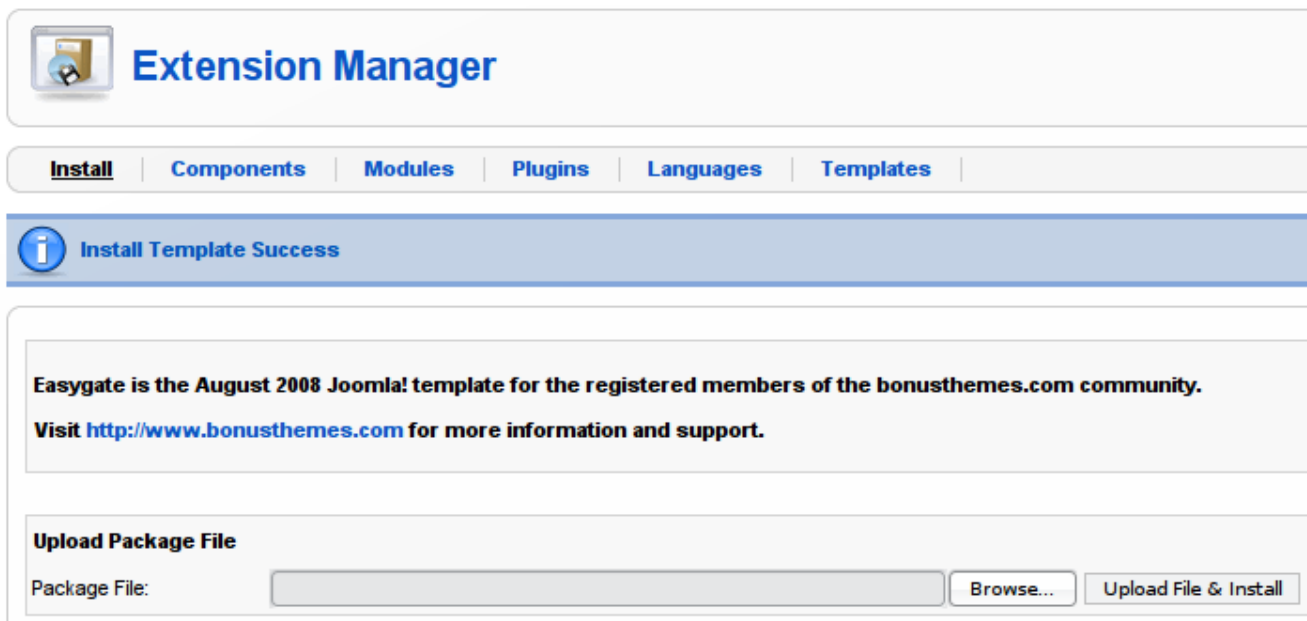 Extension Manager
Install Components Modules Plugins Languages Templates
Install Template Success
Easygate is the August 2008 Joomla! template for the registered members of the bonusthemes.com community.
Visit http://www.bonusthemes.com for more information and support.
Upload Package File
Package File: Browse... Upload File & Install